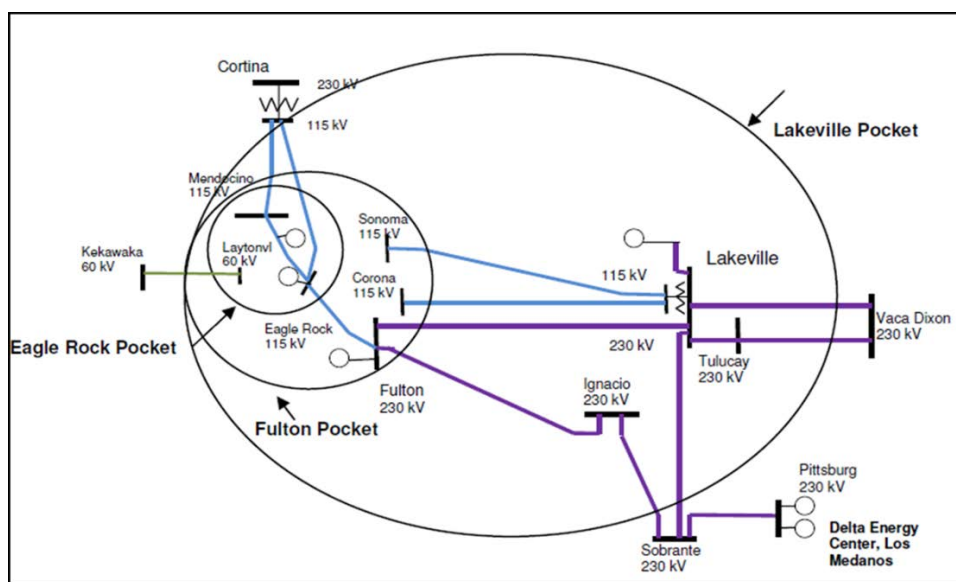 Cortina
230 kV
115 kV
Lakeville Pocket
Mendocino
115 kV
Sonoma
115 kV
Kekawaka
60 kV
Laytonvl
60 kV
Lakeville
115 kV
Corona
115 kV
Vaca Dixon
230 kV
Eagle Rock
115 kV
Eagle Rock Pocket
230 kV
Tulucay
230 kV
Fulton
230 kV
Ignacio
230 kV
Fulton Pocket
Pittsburg
230 kV
Delta Energy
Center, Los
Medanos
Sobrante
230 kV